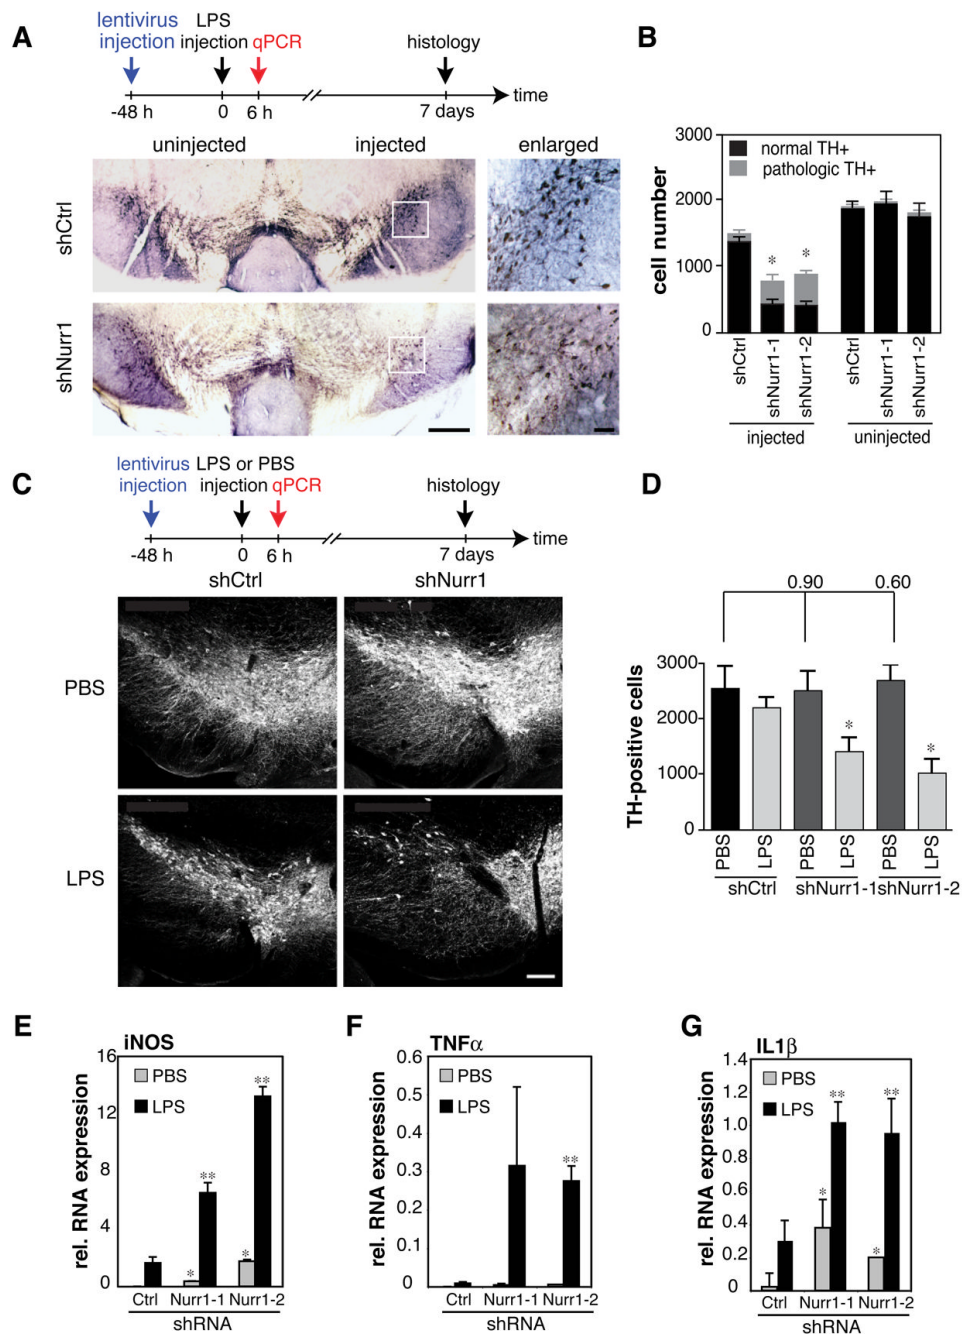 A
lentivirus
injection
LPS
injection
qPCR
histology
-48 h
0
6 h
7 days
time
uninjected
injected
enlarged
shCtrl
shNurr1
B
cell number
3000
2000
1000
0
normal TH+
pathologic TH+
*
*
shCtrl
shNurr1-1
shNurr1-2
shCtrl
shNurr1-1
shNurr1-2
injected
uninjected
C
lentivirus
injection
LPS or PBS
injection
qPCR
histology
-48 h
0
6 h
7 days
time
shCtrl
shNurr1
PBS
LPS
D
0.90
0.60
TH-positive cells
3000
2000
1000
0
*
*
PBS
LPS
PBS
LPS
PBS
LPS
shCtrl
shNurr1-1
shNurr1-2
E
iNOS
rel. RNA expression
16
12
8
4
0
PBS
LPS
*
**
*
**
Ctrl
Nurr1-1
Nurr1-2
shRNA
F
TNFα
rel. RNA expression
0.6
0.5
0.4
0.3
0.2
0.1
0
PBS
LPS
**
Ctrl
Nurr1-1
Nurr1-2
shRNA
G
IL1β
rel. RNA expression
1.4
1.2
1.0
0.8
0.6
0.4
0.2
0
PBS
LPS
*
**
*
**
Ctrl
Nurr1-1
Nurr1-2
shRNA